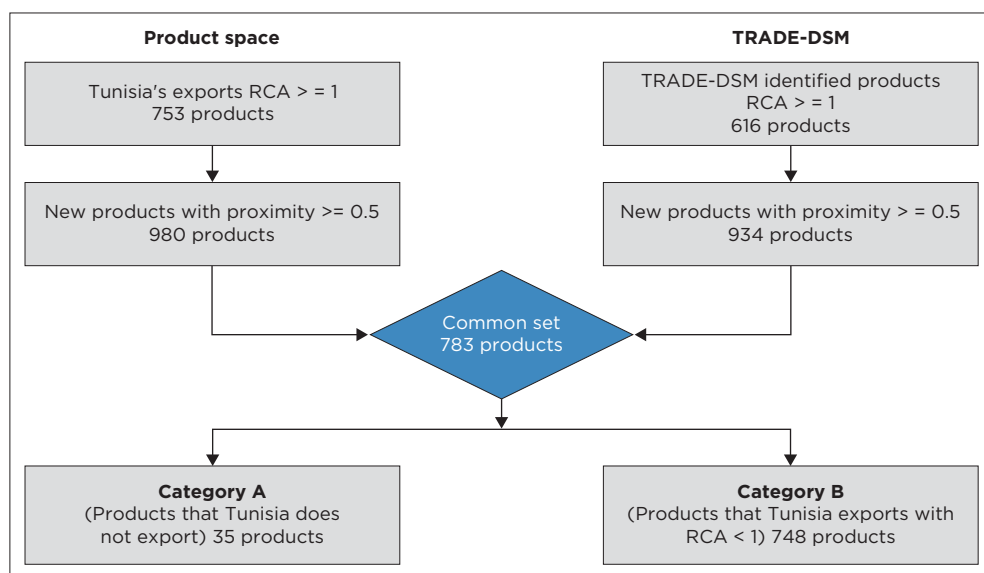 Product space
Tunisia's exports RCA > = 1
753 products
New products with proximity >= 0.5
980 products
TRADE-DSM
TRADE-DSM identified products
RCA > = 1
616 products
New products with proximity > = 0.5
934 products
Common set
783 products
Category A
(Products that Tunisia does
not export) 35 products
Category B
(Products that Tunisia exports with
RCA < 1) 748 products